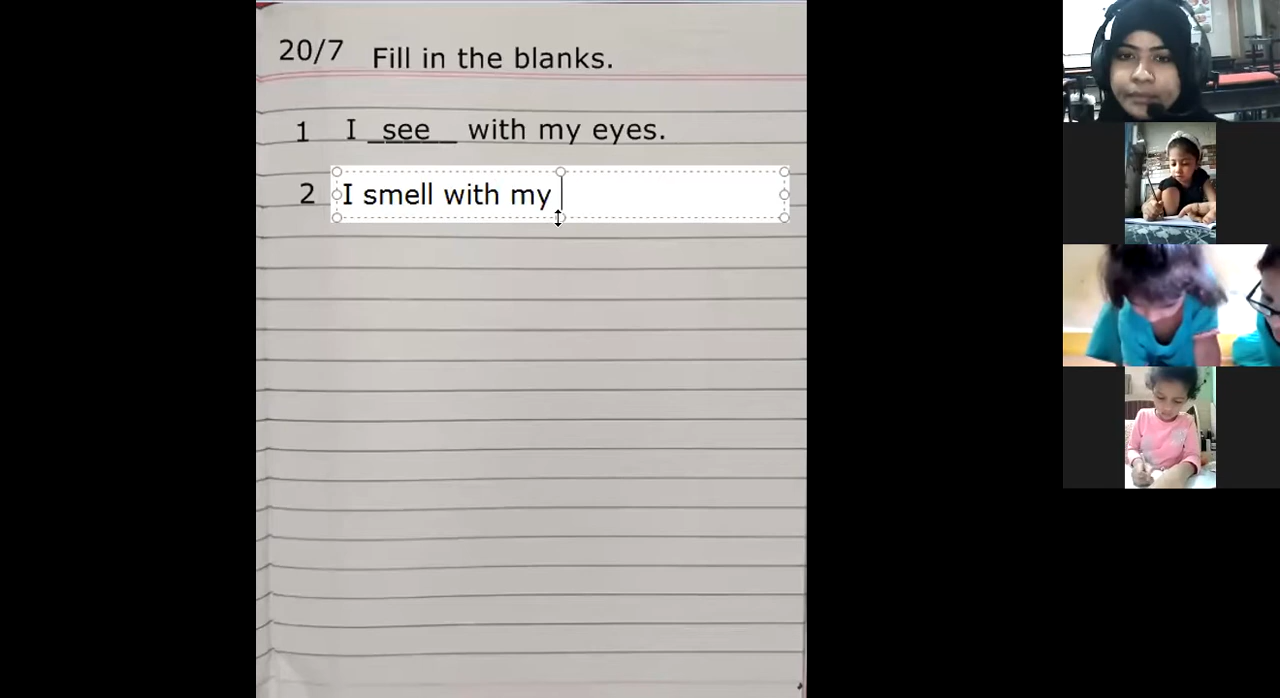 20/7 Fill in the blanks.
1 I see with my eyes.
2 I smell with my